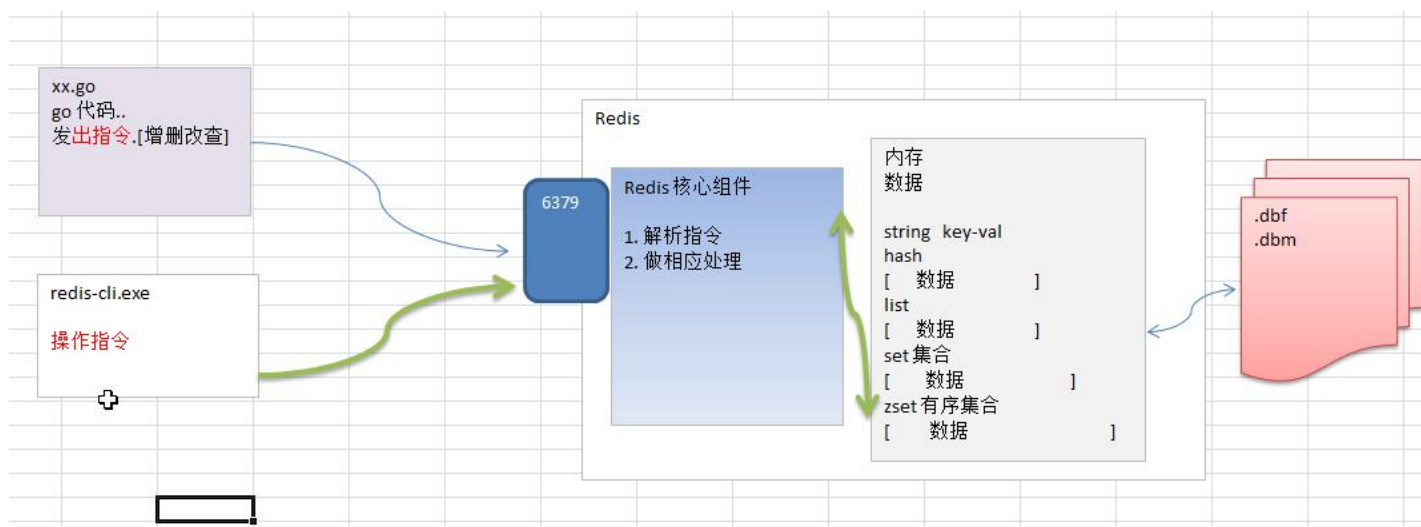 xx.go
go 代码..
发出指令.[增删改查]
redis-cli.exe
操作指令
6379
Redis
Redis 核心组件
1. 解析指令
2. 做相应处理
内存
数据
string key-val
hash
[ 数据 ]
list
[ 数据 ]
set 集合
[ 数据 ]
zset 有序集合
[ 数据 ]
.dbf
.dbm